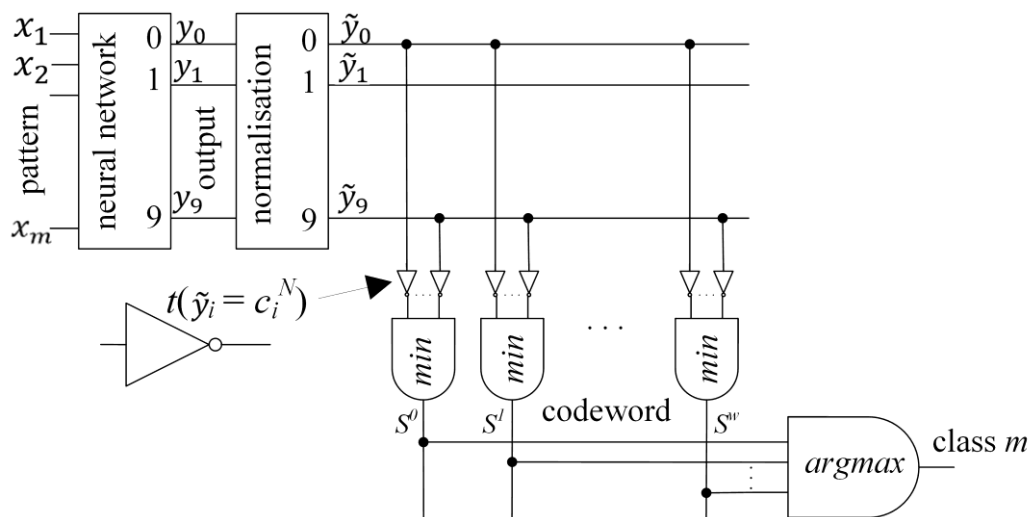 x₁
x₂
pattern
xₘ
neural network
0
1
9
y₀
y₁
output
y₉
normalisation
0
1
9
ỹ₀
ỹ₁
ỹ₉
t(ỹᵢ = cᵢᴺ)
min
min
. . .
min
S⁰
S¹
codeword
Sʷ
argmax
class m